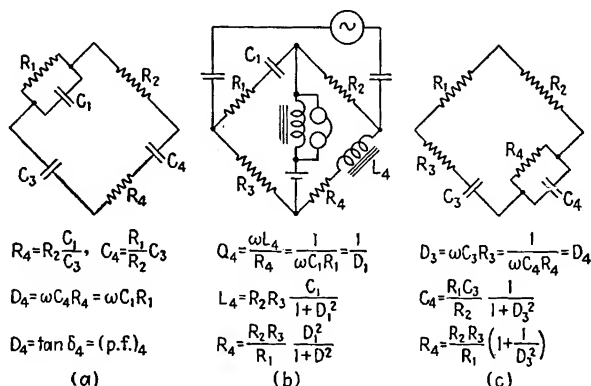 R₁
C₁
R₂
C₃
C₄
R₄
R₄=R₂ C₁/C₃, C₄= R₁/R₂ C₃
D₄=ωC₄R₄=ωC₁R₁
D₄=tan δ₄=(p.f.)₄
(a)
C₁
R₁
R₂
R₃
R₄
L₄
Q₄= ωL₄/R₄ = 1/ωC₁R₁ = 1/D₁
L₄=R₂R₃ C₁/1+D₁²
R₄= R₂R₃/R₁ D₁²/1+D²
(b)
R₁
R₂
R₃
C₃
R₄
C₄
D₃=ωC₃R₃= 1/ωC₄R₄ =D₄
C₄= R₁C₃/R₂ 1/1+D₃²
R₄= R₂R₃/R₁ (1+ 1/D₃²)
(c)